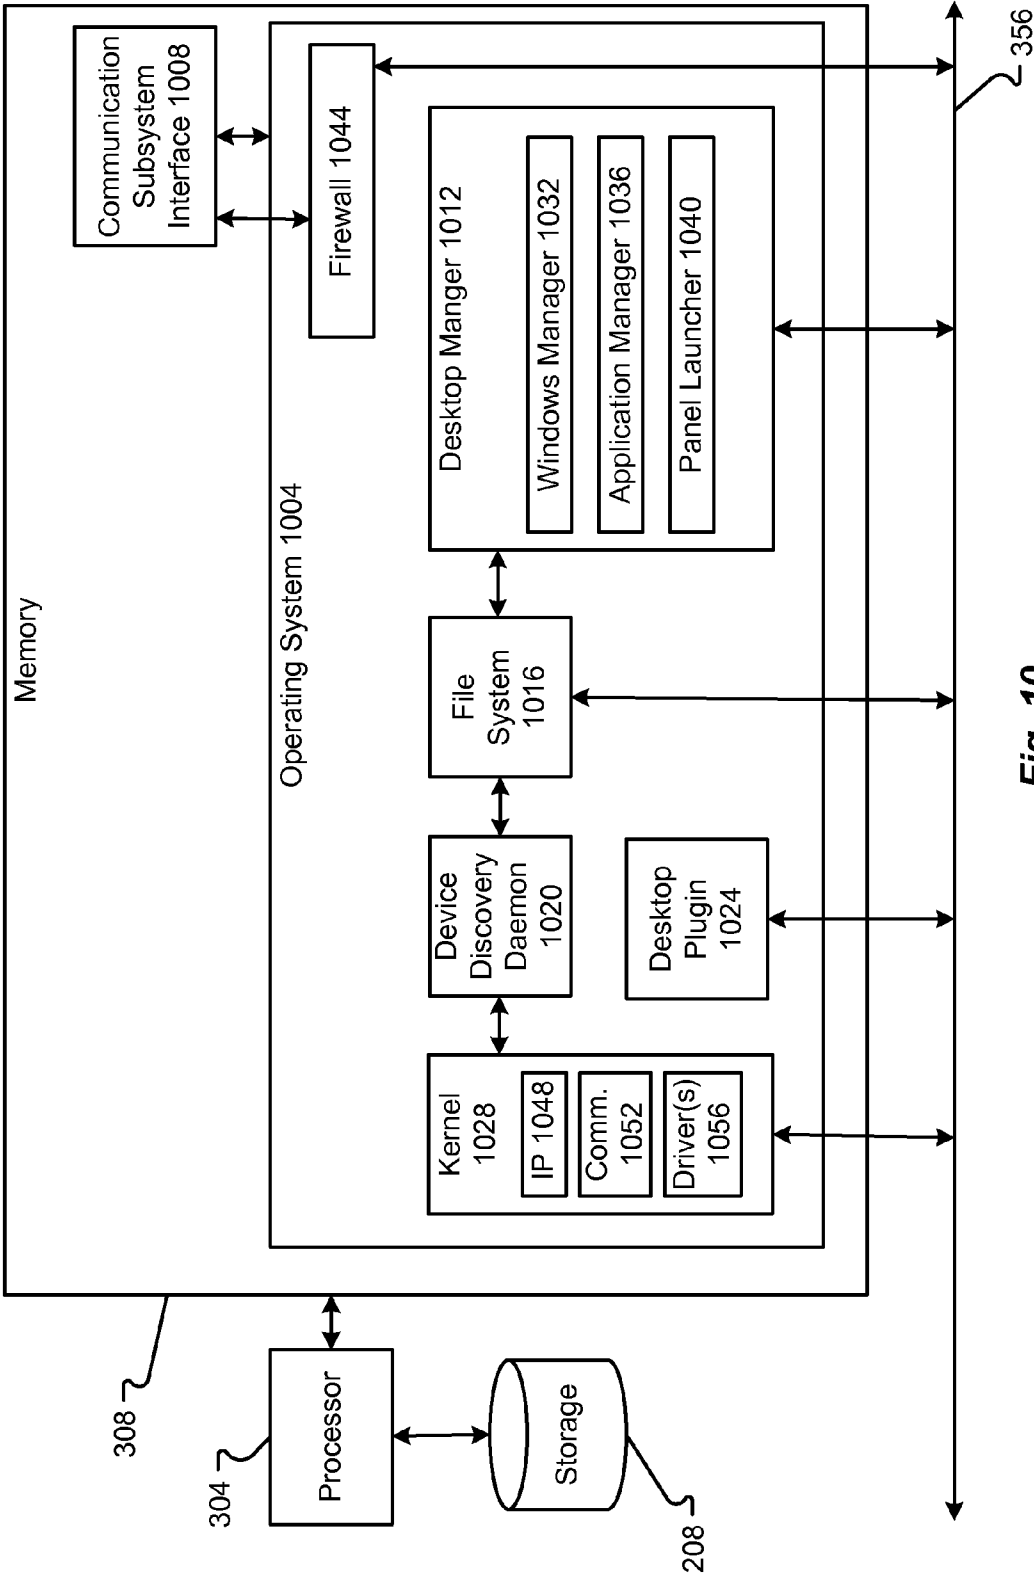 Memory
308
304
Processor
Storage
208
Communication
Subsystem
Interface 1008
Operating System 1004
Firewall 1044
Kernel
1028
IP 1048
Comm.
1052
Driver(s)
1056
Device
Discovery
Daemon
1020
File
System
1016
Desktop Manger 1012
Windows Manager 1032
Application Manager 1036
Panel Launcher 1040
Desktop
Plugin
1024
356
Fig. 10